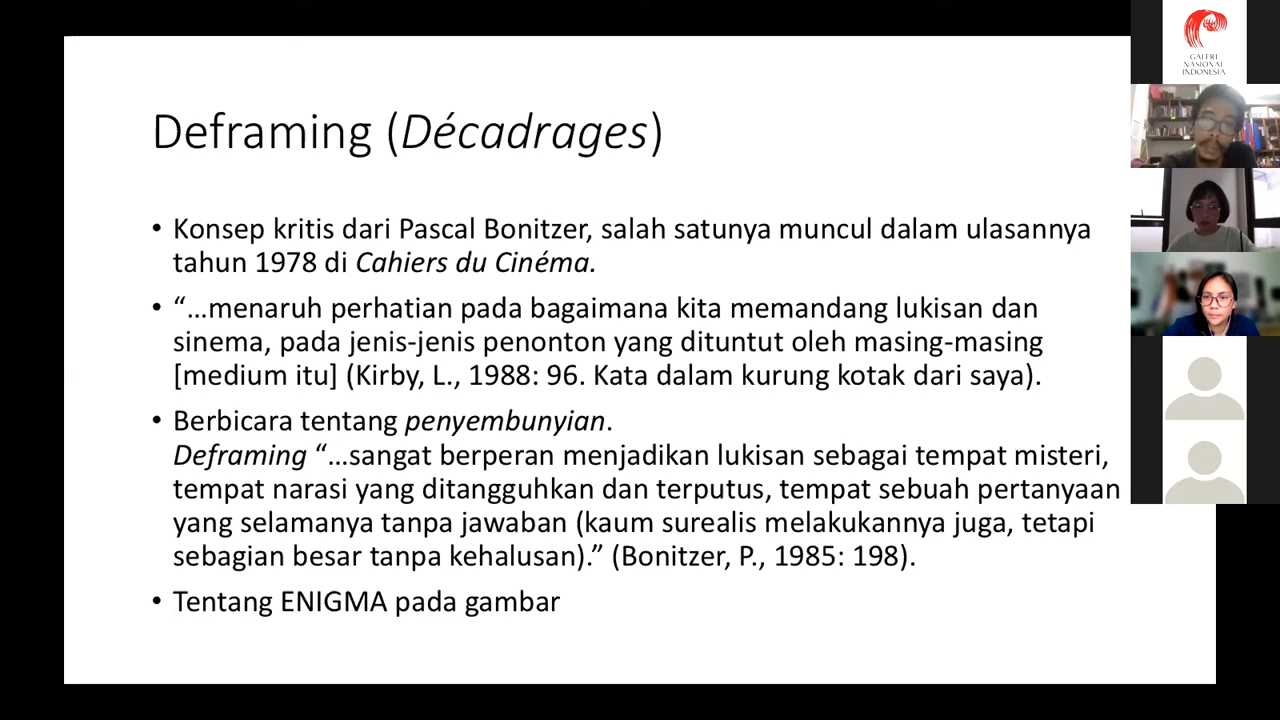 Deframing (Décadrages)
• Konsep kritis dari Pascal Bonitzer, salah satunya muncul dalam ulasannya
tahun 1978 di Cahiers du Cinéma.
• “…menaruh perhatian pada bagaimana kita memandang lukisan dan
sinema, pada jenis-jenis penonton yang dituntut oleh masing-masing
[medium itu] (Kirby, L., 1988: 96. Kata dalam kurung kotak dari saya).
• Berbicara tentang penyembunyian.
Deframing “…sangat berperan menjadikan lukisan sebagai tempat misteri,
tempat narasi yang ditangguhkan dan terputus, tempat sebuah pertanyaan
yang selamanya tanpa jawaban (kaum surealis melakukannya juga, tetapi
sebagian besar tanpa kehalusan).” (Bonitzer, P., 1985: 198).
• Tentang ENIGMA pada gambar
GALERI
NASIONAL
INDONESIA